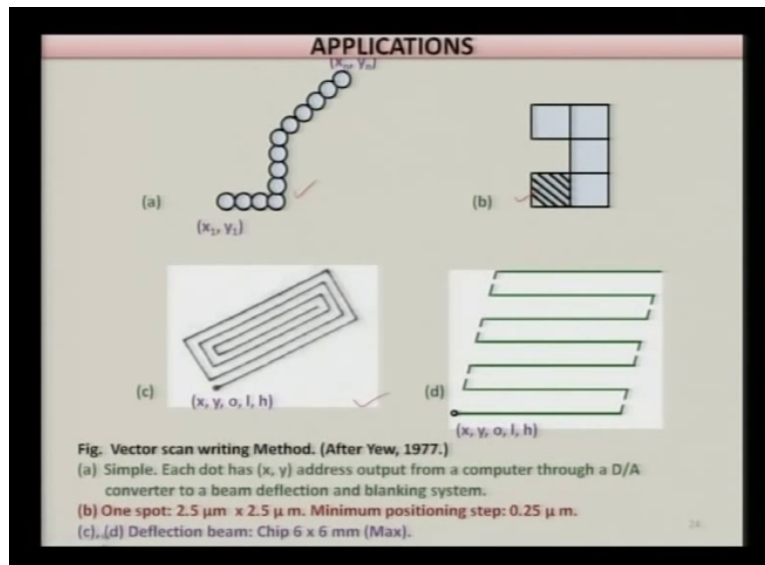 APPLICATIONS
(xₙ, yₙ)
(a)
(x₁, y₁)
(b)
(c)
(x, y, o, l, h)
(d)
(x, y, o, l, h)
Fig. Vector scan writing Method. (After Yew, 1977.)
(a) Simple. Each dot has (x, y) address output from a computer through a D/A
converter to a beam deflection and blanking system.
(b) One spot: 2.5 μm x 2.5 μ m. Minimum positioning step: 0.25 μ m.
(c),.(d) Deflection beam: Chip 6 x 6 mm (Max).
24